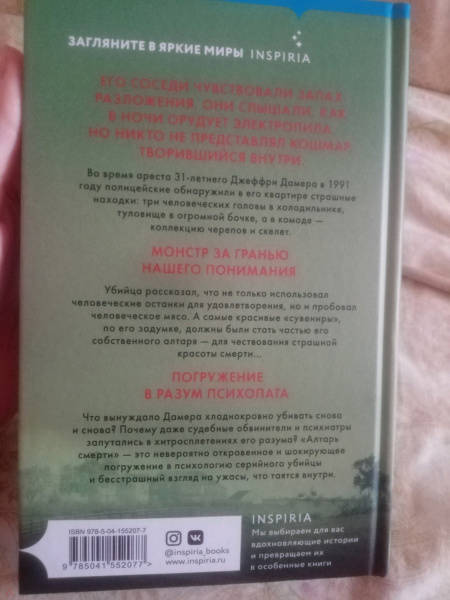 ЗАГЛЯНИТЕ В ЯРКИЕ МИРЫ INSPIRIA
ЕГО СОСЕДИ ЧУВСТВОВАЛИ ЗАПАХ
РАЗЛОЖЕНИЯ. ОНИ СЛЫШАЛИ, КАК
В НОЧИ ОРУДУЕТ ЭЛЕКТРОПИЛА.
НО НИКТО НЕ ПРЕДСТАВЛЯЛ КОШМАР,
ТВОРИВШИЙСЯ ВНУТРИ.
Во время ареста 31-летнего Джеффри Дамера в 1991
году полицейские обнаружили в его квартире страшные
находки: три человеческих головы в холодильнике,
туловище в огромной бочке, а в комоде —
коллекцию черепов и скелет.
МОНСТР ЗА ГРАНЬЮ
НАШЕГО ПОНИМАНИЯ
Убийца рассказал, что не только использовал
человеческие останки для удовлетворения, но и пробовал
человеческое мясо. А самые красивые «сувениры»,
по его задумке, должны были стать частью его
собственного алтаря — для чествования страшной
красоты смерти...
ПОГРУЖЕНИЕ
В РАЗУМ ПСИХОПАТА
Что вынуждало Дамера хладнокровно убивать снова
и снова? Почему даже судебные обвинители и психиатры
запутались в хитросплетениях его разума? «Алтарь
смерти» — это невероятно откровенное и шокирующее
погружение в психологию серийного убийцы
и бесстрашный взгляд на ужасы, что таятся внутри.
ISBN 978-5-04-155207-7
9 785041 552077 >
@inspiria_books
www.inspiria.ru
INSPIRIA
Мы выбираем для вас
вдохновляющие истории
и превращаем их
в особенные книги